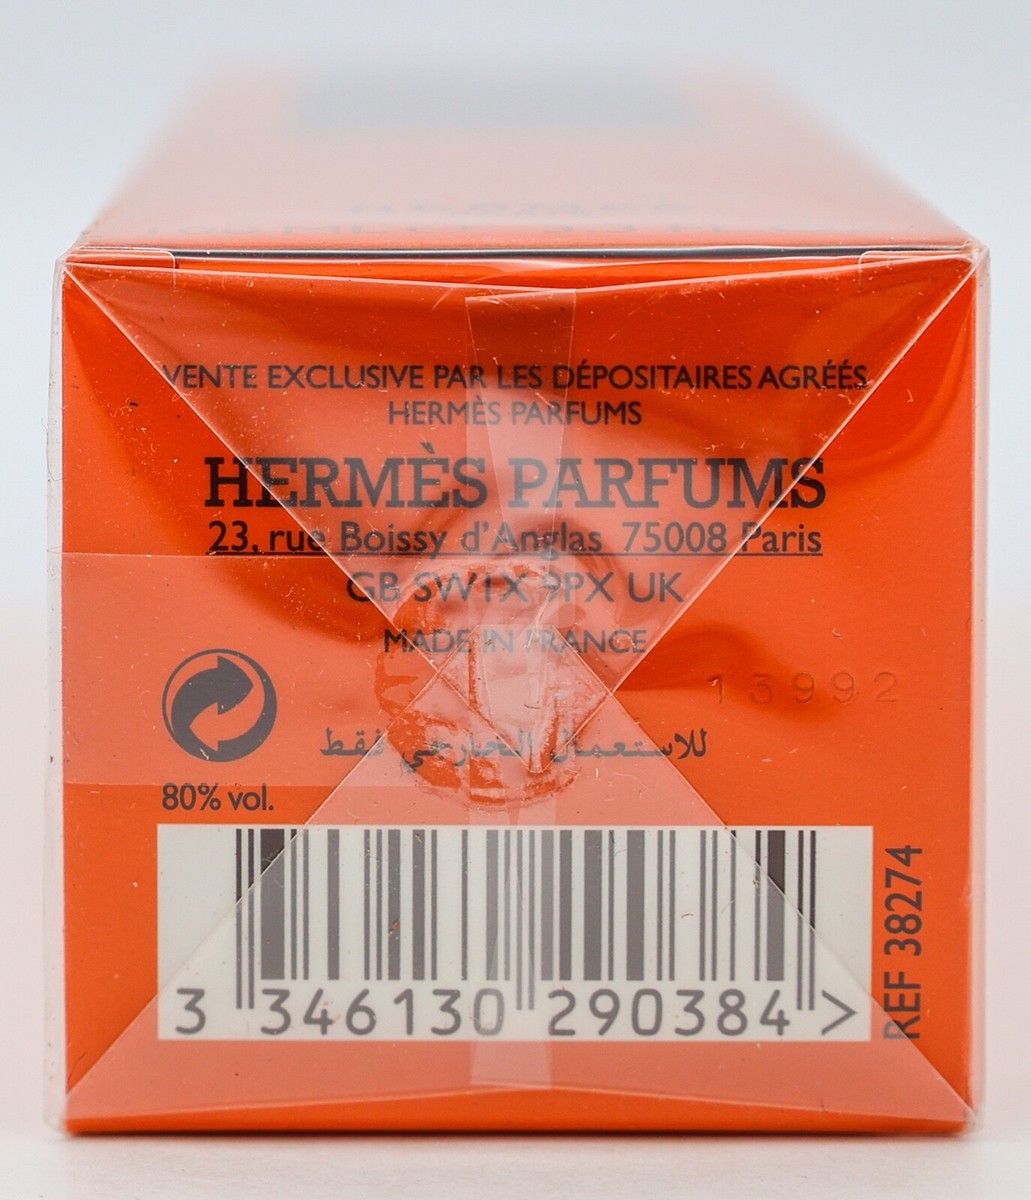 VENTE EXCLUSIVE PAR LES DÉPOSITAIRES AGRÉÉS
HERMÈS PARFUMS
HERMÈS PARFUMS
23, rue Boissy d'Anglas 75008 Paris
GB SW1X 9PX UK
MADE IN FRANCE
13992
للاستعمال الخارجي فقط
80% vol.
3 346130 290384 >
REF 38274